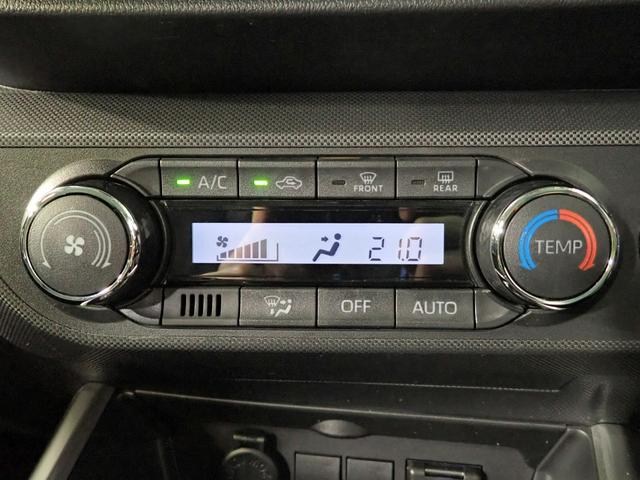 A/C
FRONT
REAR
21.0
TEMP
OFF
AUTO